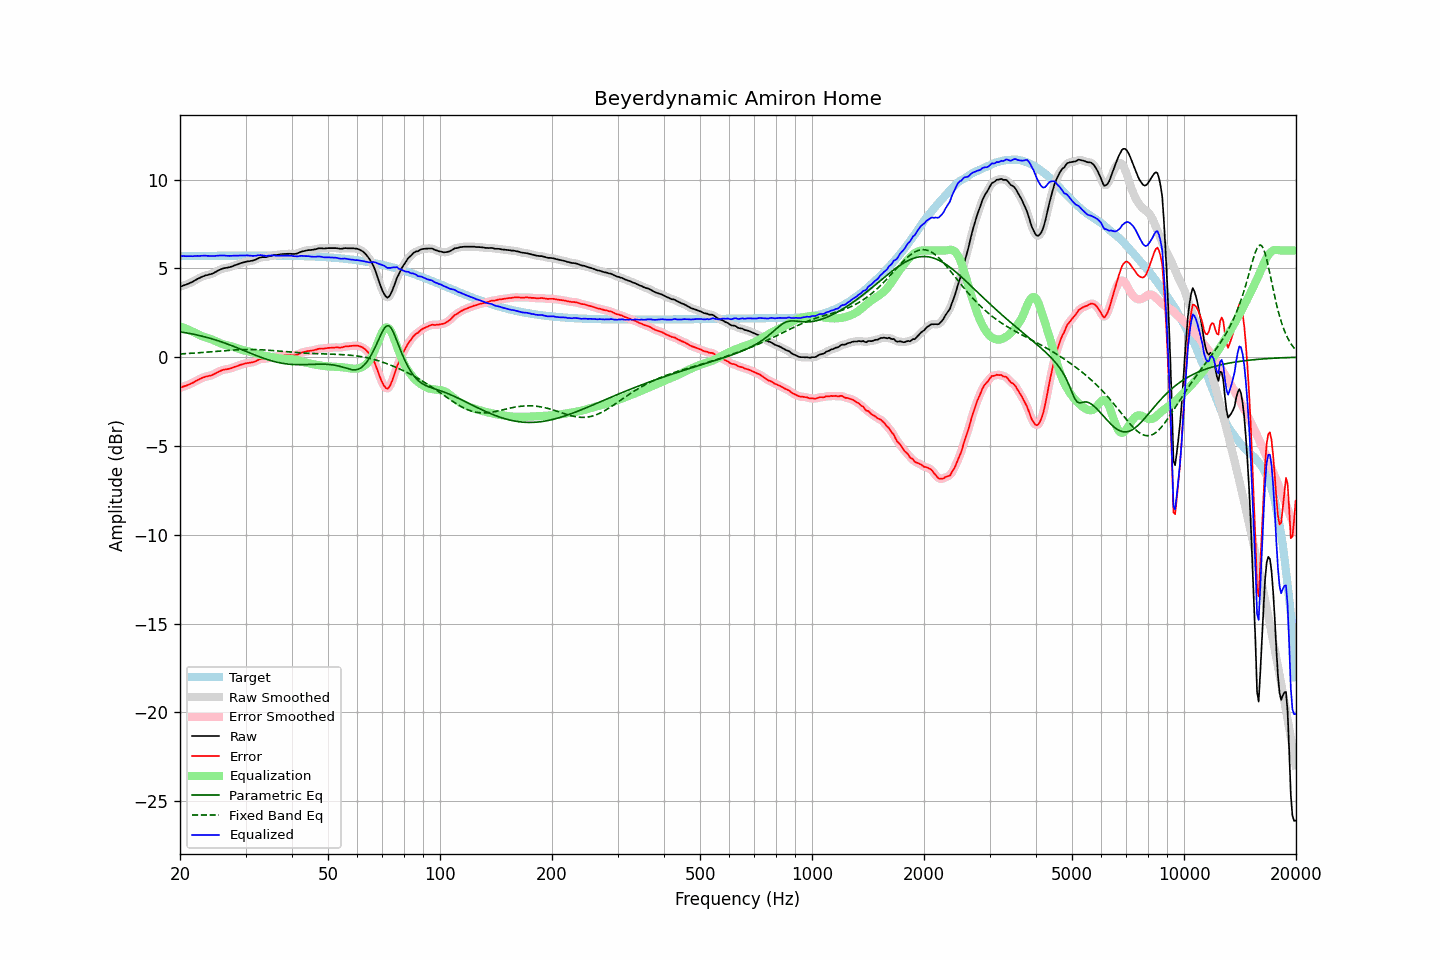 Beyerdynamic Amiron Home
10
5
0
−5
−10
−15
−20
−25
Amplitude (dBr)
Target
Raw Smoothed
Error Smoothed
Raw
Error
Equalization
Parametric Eq
Fixed Band Eq
Equalized
20 50 100 200 500 1000 2000 5000 10000 20000
Frequency (Hz)